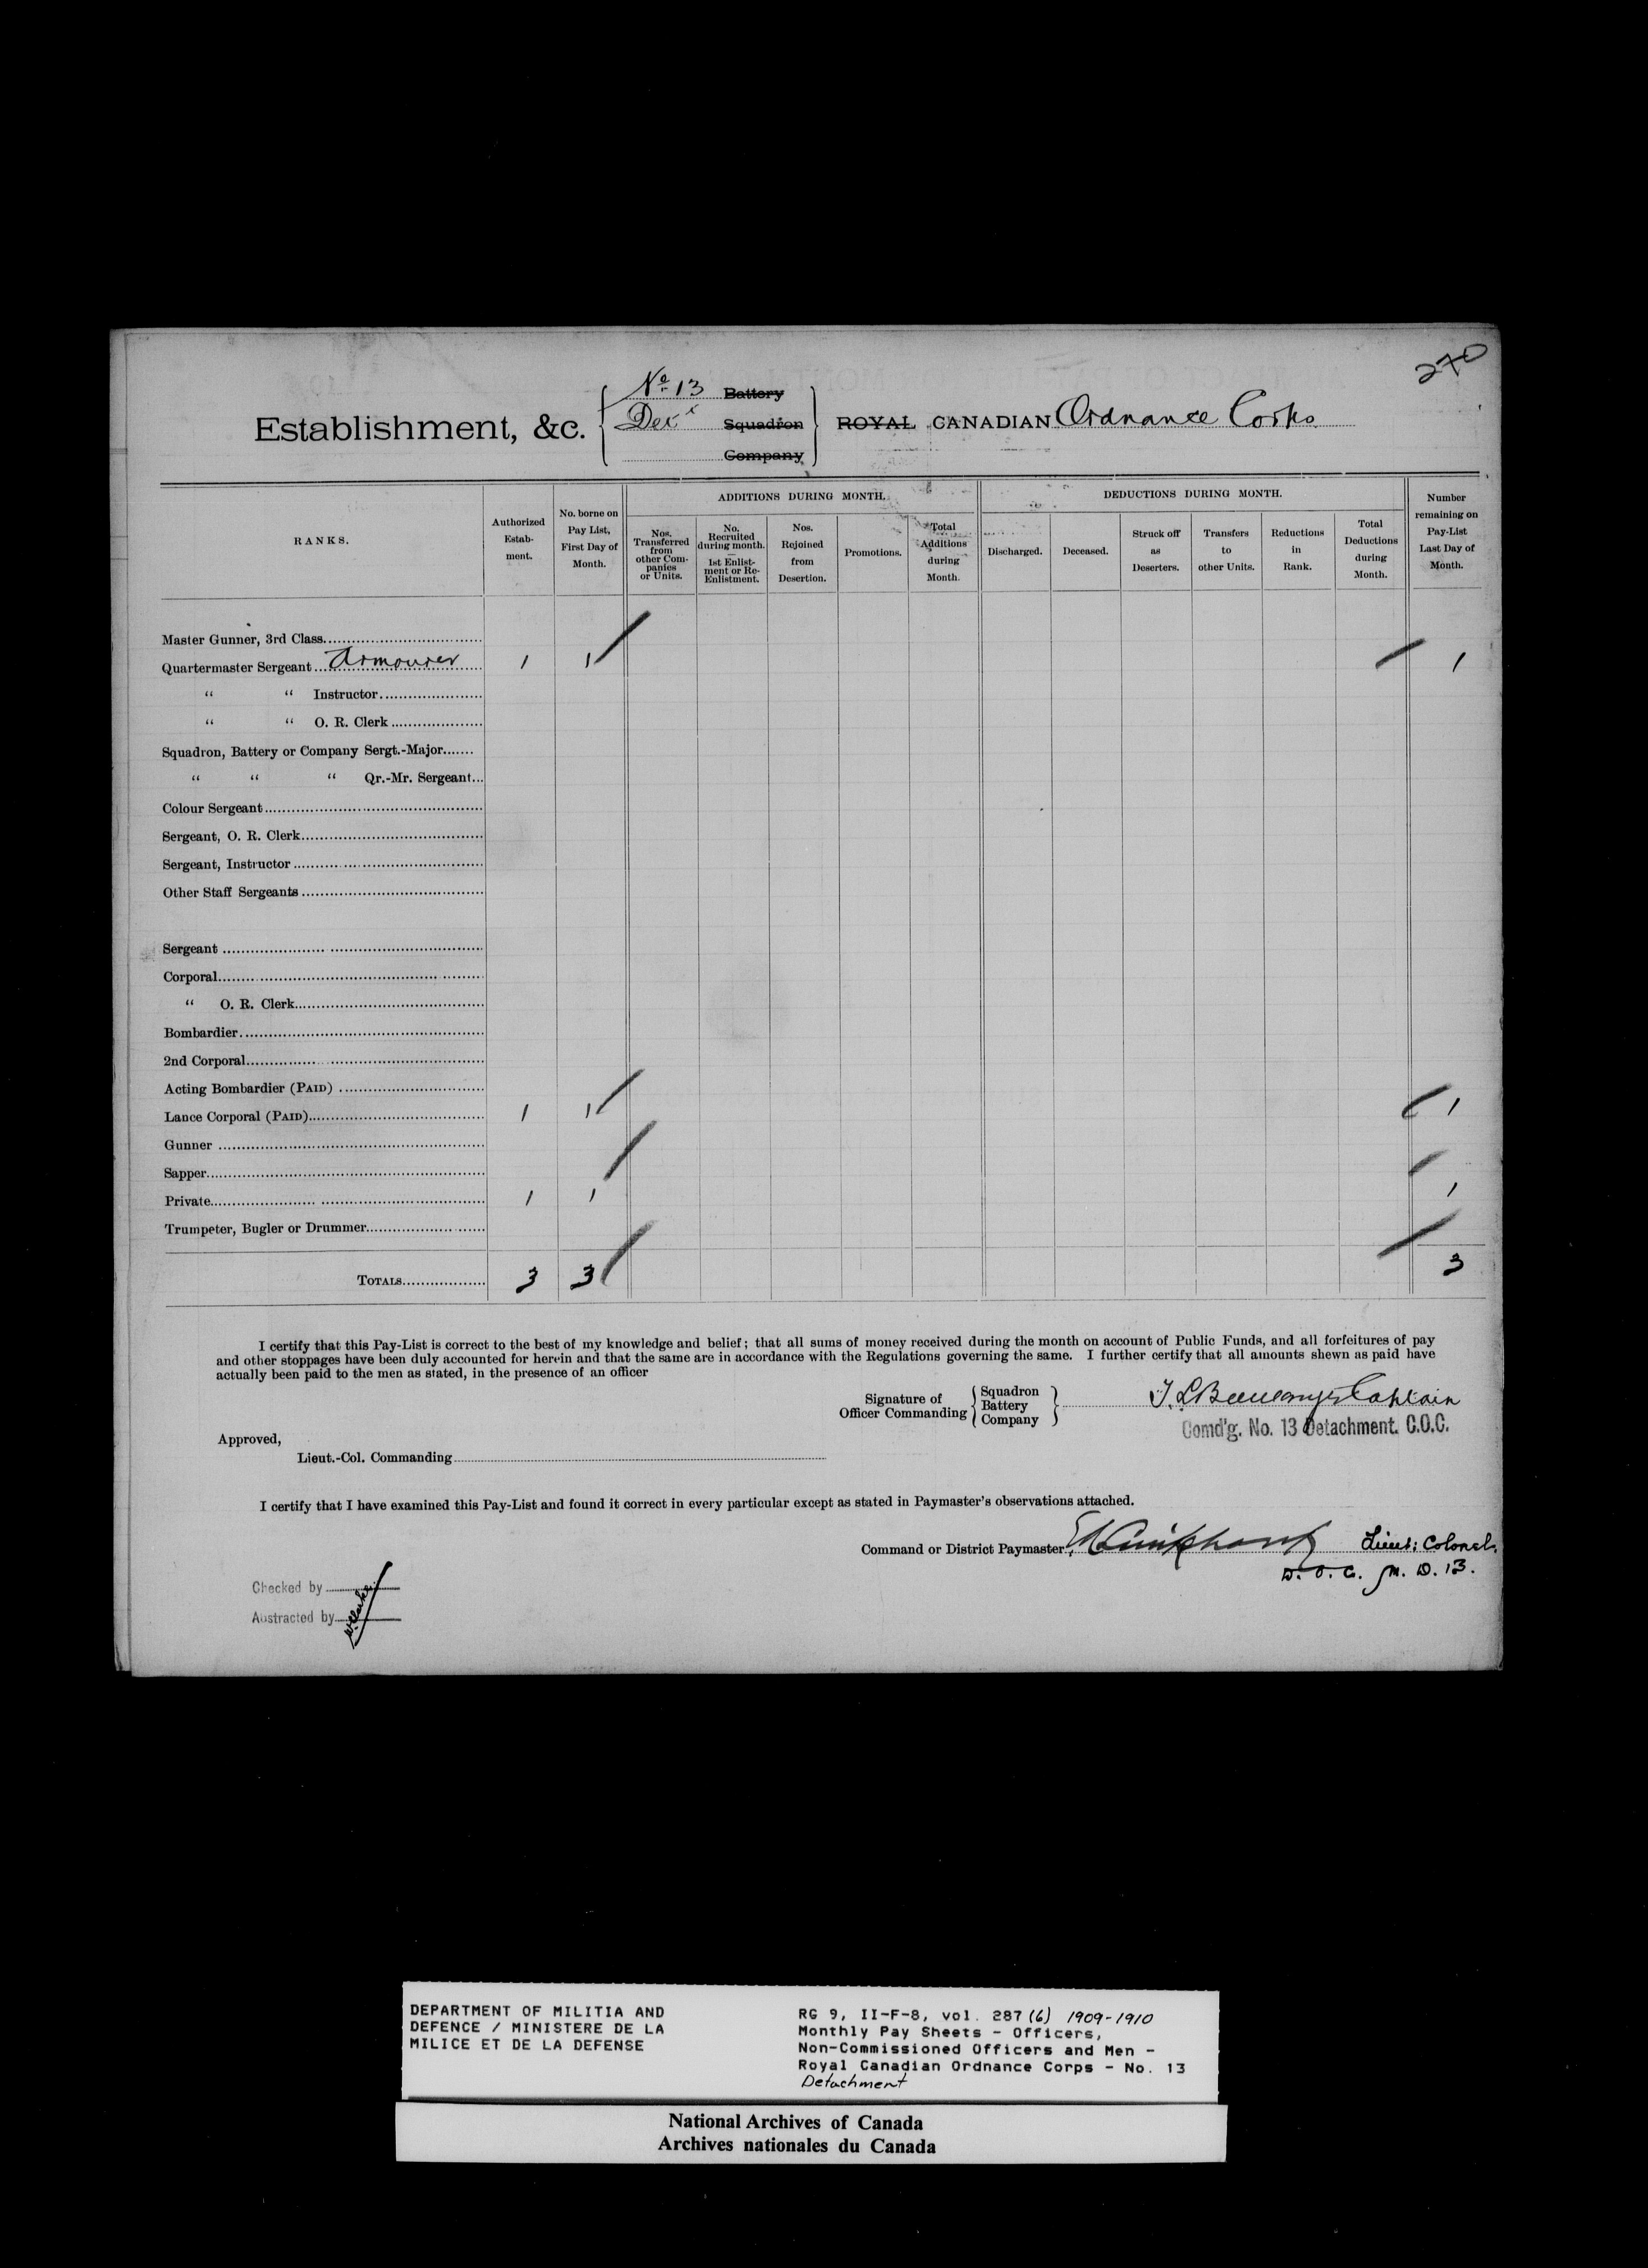 270
Establishment, &c. No. 13 Battery
Det Squadron ROYAL CANADIAN Ordnance Corps
Company
RANKS.
Authorized Estab- ment.
No. borne on Pay List, First Day of Month.
ADDITIONS DURING MONTH.
Nos. Transferred from other Com- panies or Units.
No. Recruited during month. — 1st Enlist- ment or Re- Enlistment.
Nos. Rejoined from Desertion.
Promotions.
Total Additions during Month.
DEDUCTIONS DURING MONTH.
Discharged.
Deceased.
Struck off as Deserters.
Transfers to other Units.
Reductions in Rank.
Total Deductions during Month.
Number remaining on Pay-List Last Day of Month.
Master Gunner, 3rd Class
Quartermaster Sergeant Armourer 1 1 1
“ “ Instructor
“ “ O. R. Clerk
Squadron, Battery or Company Sergt.-Major
“ “ “ Qr.-Mr. Sergeant
Colour Sergeant
Sergeant, O. R. Clerk
Sergeant, Instructor
Other Staff Sergeants
Sergeant
Corporal
“ O. R. Clerk
Bombardier
2nd Corporal
Acting Bombardier (PAID)
Lance Corporal (PAID) 1 1 1
Gunner
Sapper
Private 1 1 1
Trumpeter, Bugler or Drummer
TOTALS 3 3 3
I certify that this Pay-List is correct to the best of my knowledge and belief; that all sums of money received during the month on account of Public Funds, and all forfeitures of pay
and other stoppages have been duly accounted for herein and that the same are in accordance with the Regulations governing the same. I further certify that all amounts shewn as paid have
actually been paid to the men as stated, in the presence of an officer
Signature of Officer Commanding Squadron Battery Company Captain
Comd'g. No. 13 Detachment. C.O.C.
Approved,
Lieut.-Col. Commanding
I certify that I have examined this Pay-List and found it correct in every particular except as stated in Paymaster's observations attached.
Command or District Paymaster Lieut: Colonel.
D. O. C. M. D. 13.
Checked by
Abstracted by
DEPARTMENT OF MILITIA AND
DEFENCE / MINISTERE DE LA
MILICE ET DE LA DEFENSE
RG 9, II-F-8, vol. 287 (6) 1909-1910
Monthly Pay Sheets - Officers,
Non-Commissioned Officers and Men -
Royal Canadian Ordnance Corps - No. 13
Detachment
National Archives of Canada
Archives nationales du Canada